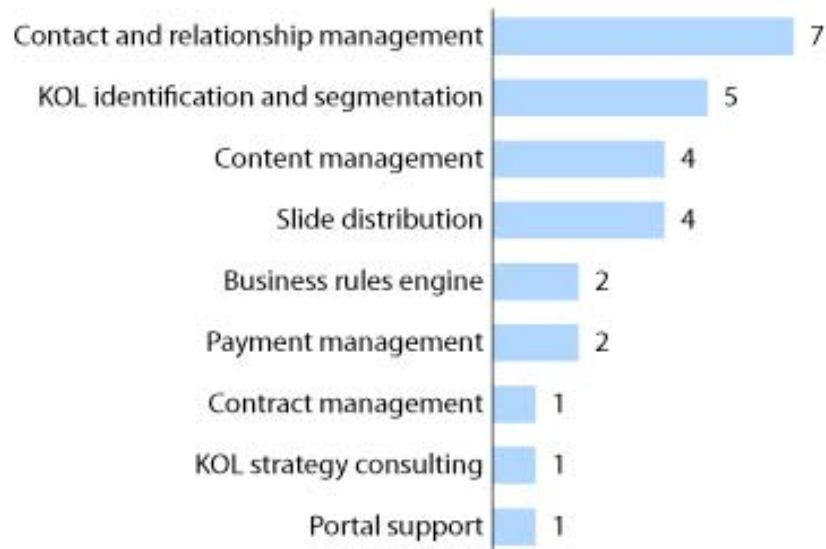 Contact and relationship management 7
KOL identification and segmentation 5
Content management 4
Slide distribution 4
Business rules engine 2
Payment management 2
Contract management 1
KOL strategy consulting 1
Portal support 1